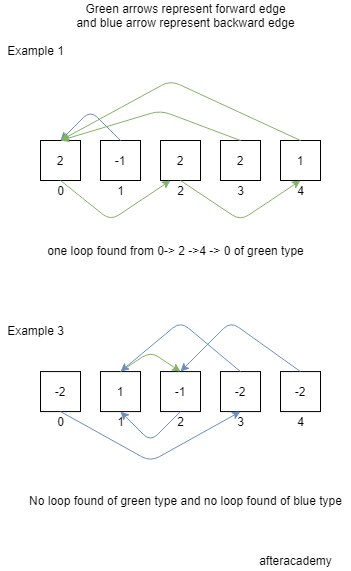 Green arrows represent forward edge
and blue arrow represent backward edge
Example 1
2 -1 2 2 1
0 1 2 3 4
one loop found from 0-> 2 ->4 -> 0 of green type
Example 3
-2 1 -1 -2 -2
0 1 2 3 4
No loop found of green type and no loop found of blue type
afteracademy